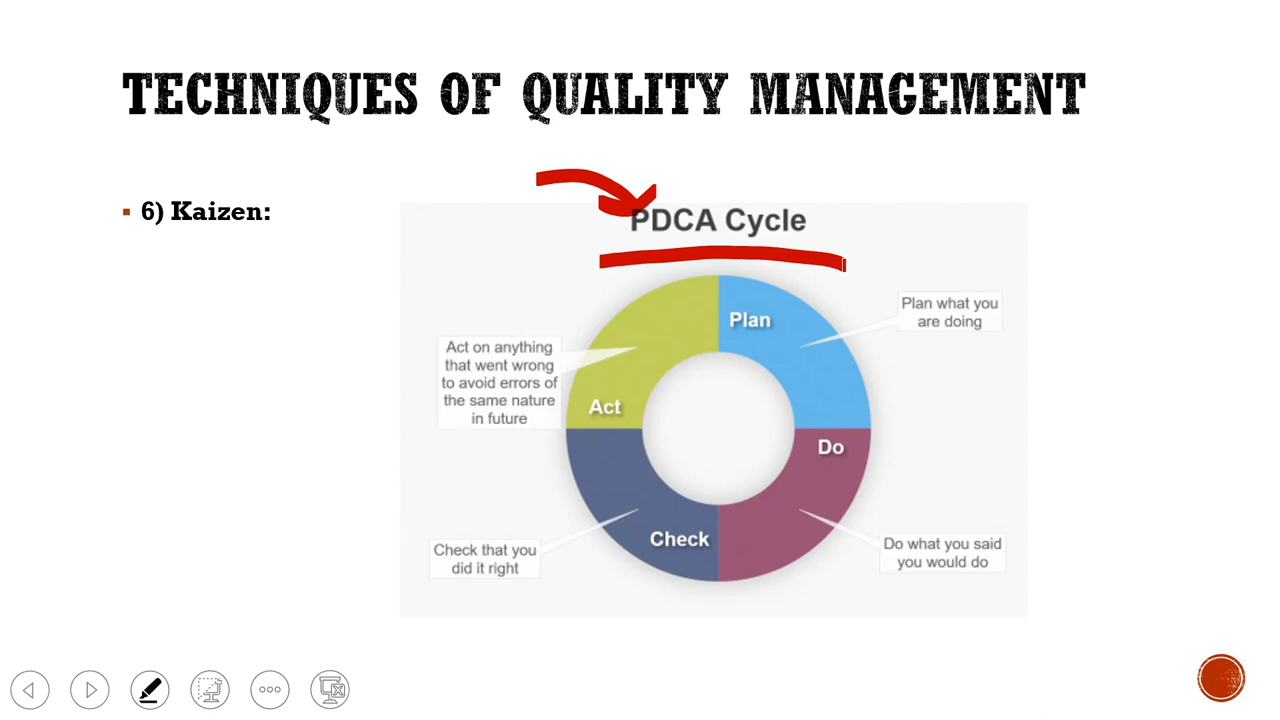 TECHNIQUES OF QUALITY MANAGEMENT
▪ 6) Kaizen:
PDCA Cycle
Plan
Plan what you
are doing
Do
Do what you said
you would do
Check
Check that you
did it right
Act
Act on anything
that went wrong
to avoid errors of
the same nature
in future